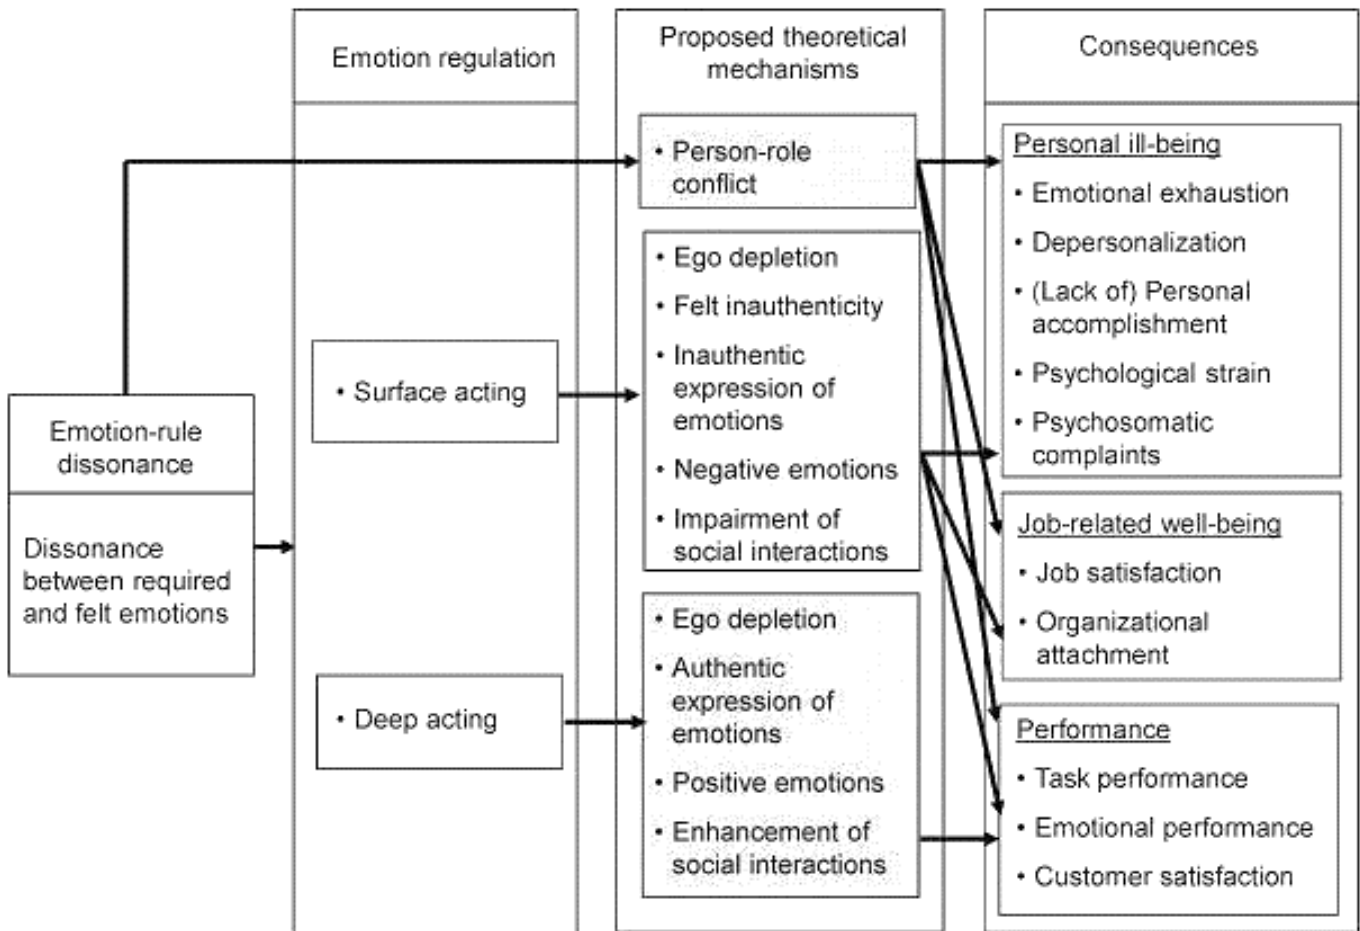 Emotion-rule
dissonance
Dissonance
between required
and felt emotions
Emotion regulation
• Surface acting
• Deep acting
Proposed theoretical
mechanisms
• Person-role
conflict
• Ego depletion
• Felt inauthenticity
• Inauthentic
expression of
emotions
• Negative emotions
• Impairment of
social interactions
• Ego depletion
• Authentic
expression of
emotions
• Positive emotions
• Enhancement of
social interactions
Consequences
Personal ill-being
• Emotional exhaustion
• Depersonalization
• (Lack of) Personal
accomplishment
• Psychological strain
• Psychosomatic
complaints
Job-related well-being
• Job satisfaction
• Organizational
attachment
Performance
• Task performance
• Emotional performance
• Customer satisfaction